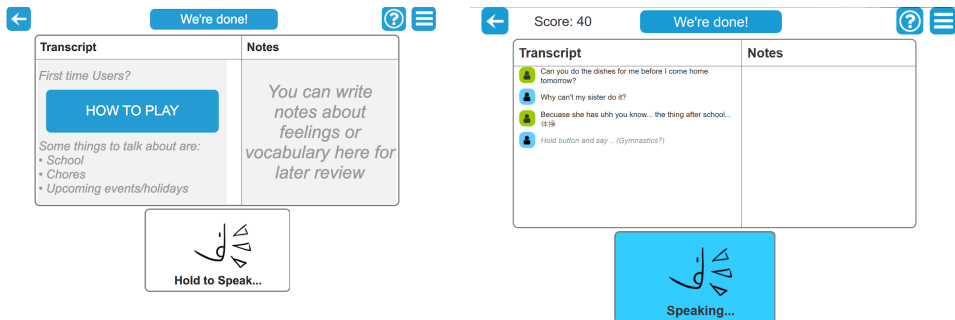 We're done!
?
Transcript
Notes
First time Users?
HOW TO PLAY
Some things to talk about are:
• School
• Chores
• Upcoming events/holidays
You can write
notes about
feelings or
vocabulary here for
later review
Hold to Speak...
Score: 40
We're done!
?
Transcript
Notes
Can you do the dishes for me before I come home
tomorrow?
Why can't my sister do it?
Becuase she has uhh you know... the thing after school...
体操
Hold button and say .. (Gymnastics?)
Speaking...